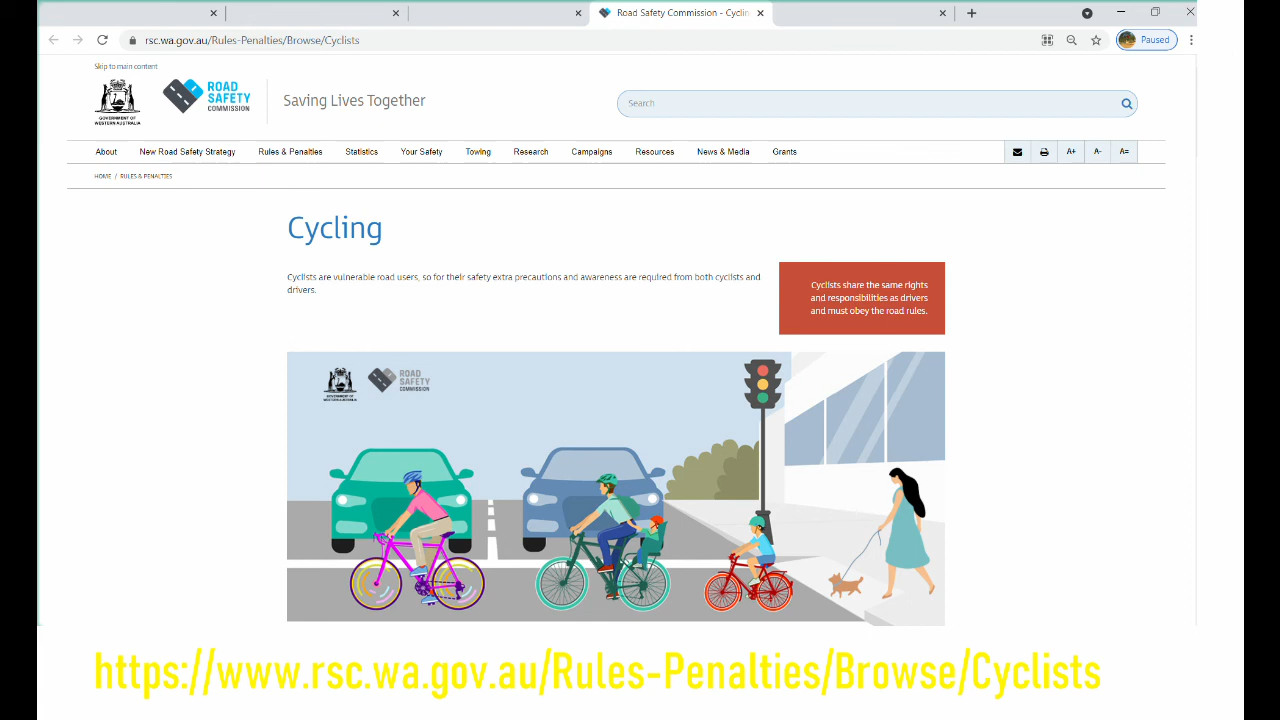 Road Safety Commission - Cyclin
rsc.wa.gov.au/Rules-Penalties/Browse/Cyclists
Paused
Skip to main content
GOVERNMENT OF
WESTERN AUSTRALIA
ROAD
SAFETY
COMMISSION
Saving Lives Together
Search
About New Road Safety Strategy Rules & Penalties Statistics Your Safety Towing Research Campaigns Resources News & Media Grants A+ A- A=
HOME / RULES & PENALTIES
Cycling
Cyclists are vulnerable road users, so for their safety extra precautions and awareness are required from both cyclists and
drivers.
Cyclists share the same rights
and responsibilities as drivers
and must obey the road rules.
GOVERNMENT OF
WESTERN AUSTRALIA
ROAD
SAFETY
COMMISSION
https://www.rsc.wa.gov.au/Rules-Penalties/Browse/Cyclists